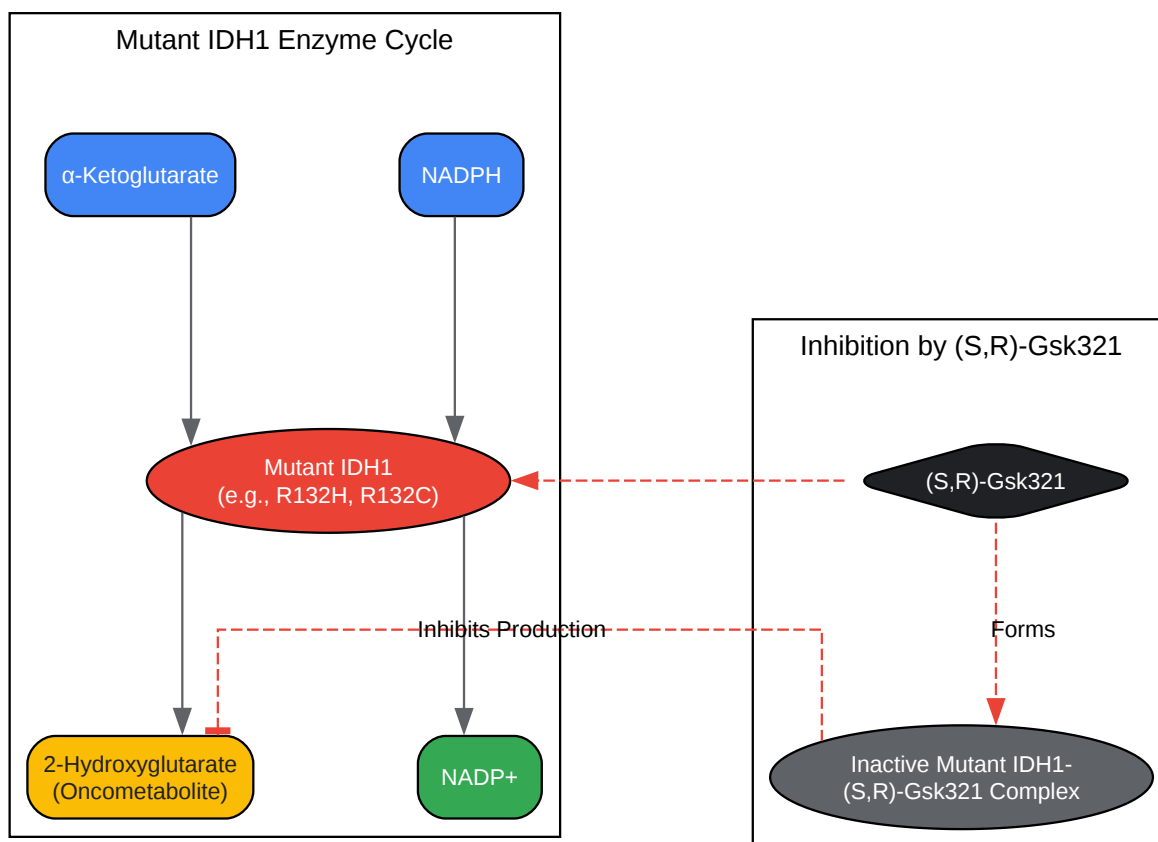 Mutant IDH1 Enzyme Cycle
α-Ketoglutarate
NADPH
Inhibition by (S,R)-Gsk321
Mutant IDH1
(e.g., R132H, R132C)
(S,R)-Gsk321
Inhibits Production
Forms
2-Hydroxyglutarate
(Oncometabolite)
NADP+
Inactive Mutant IDH1-
(S,R)-Gsk321 Complex